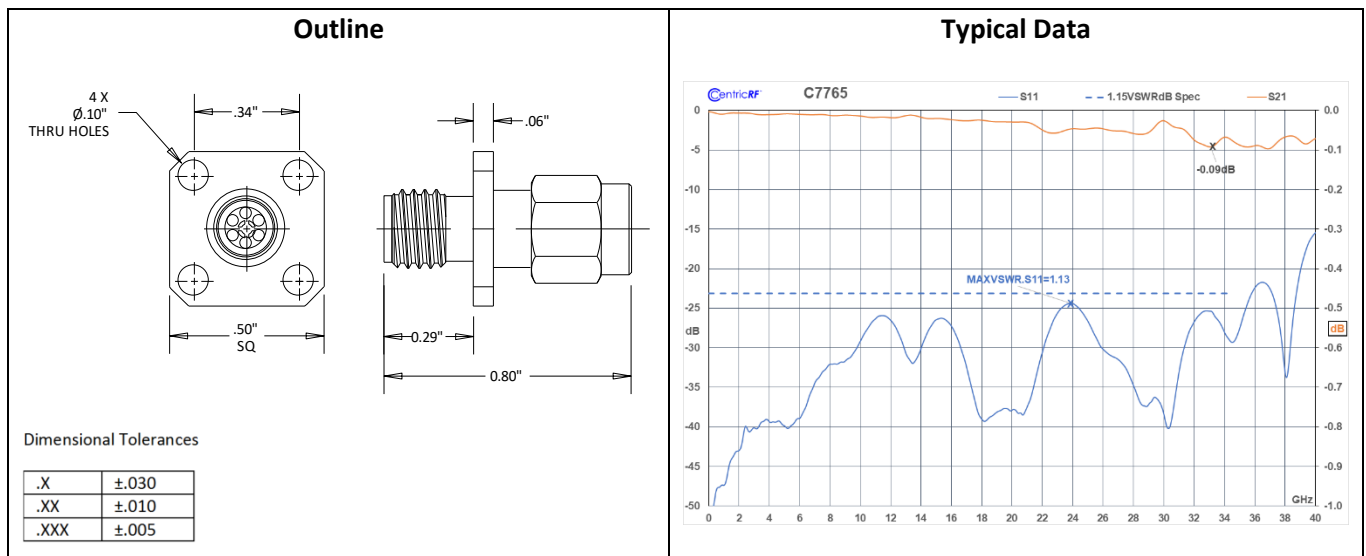 Outline
4 X
Ø.10"
THRU HOLES
.34"
.06"
.50"
SQ
0.29"
0.80"
Dimensional Tolerances
.X ±.030
.XX ±.010
.XXX ±.005
Typical Data
CentricRF C7765 S11 1.15VSWRdB Spec S21
0 0.0
-5 -0.1
-0.09dB
-10 -0.2
-15 -0.3
-20 -0.4
MAXVSWR.S11=1.13
-25 -0.5
dB dB
-30 -0.6
-35 -0.7
-40 -0.8
-45 -0.9
GHz
-50 -1.0
0 2 4 6 8 10 12 14 16 18 20 22 24 26 28 30 32 34 36 38 40